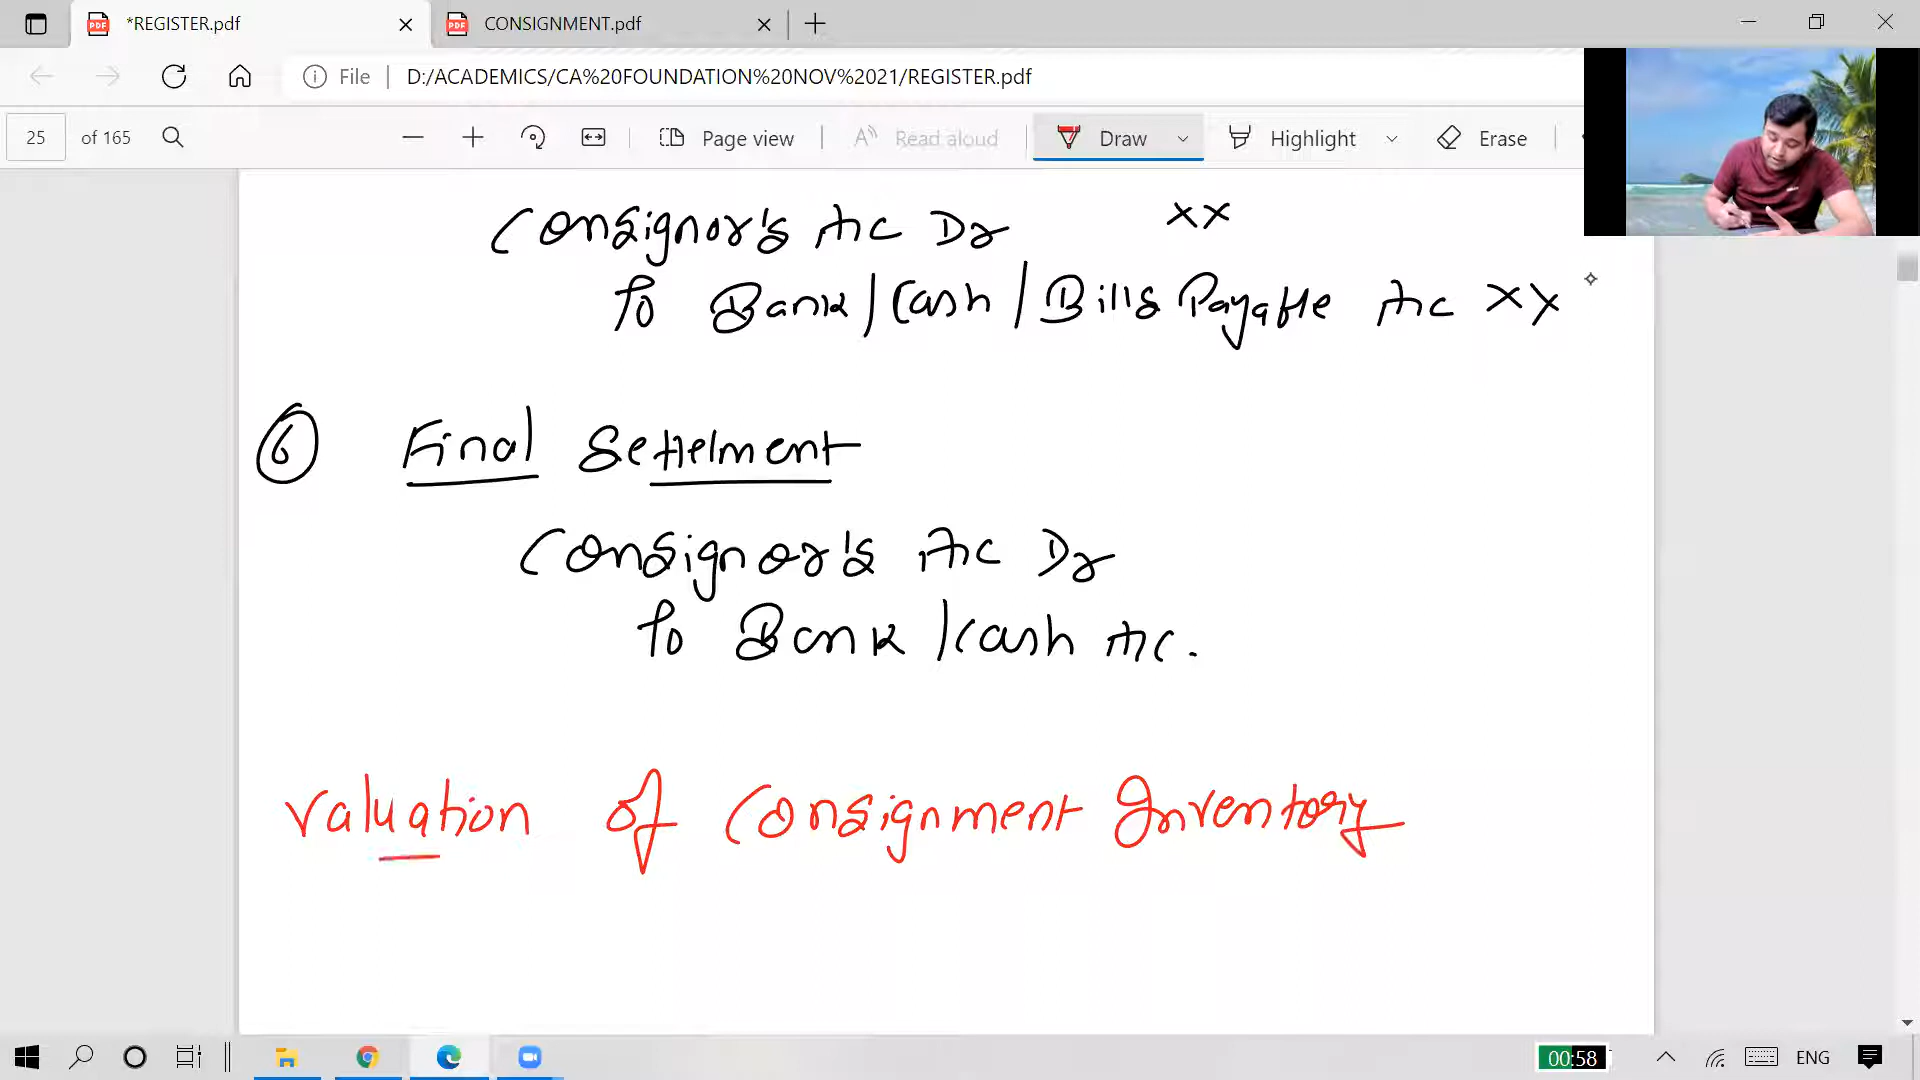 *REGISTER.pdf
CONSIGNMENT.pdf
File
D:/ACADEMICS/CA%20FOUNDATION%20NOV%2021/REGISTER.pdf
25 of 165
Page view
Read aloud
Draw
Highlight
Erase
Consignor's A/c Dr XX
To Bank/Cash/Bills Payable A/c XX
6 Final Settelment
Consignor's A/c Dr
To Bank/Cash A/c.
Valuation of Consignment Inventory
00:58
ENG